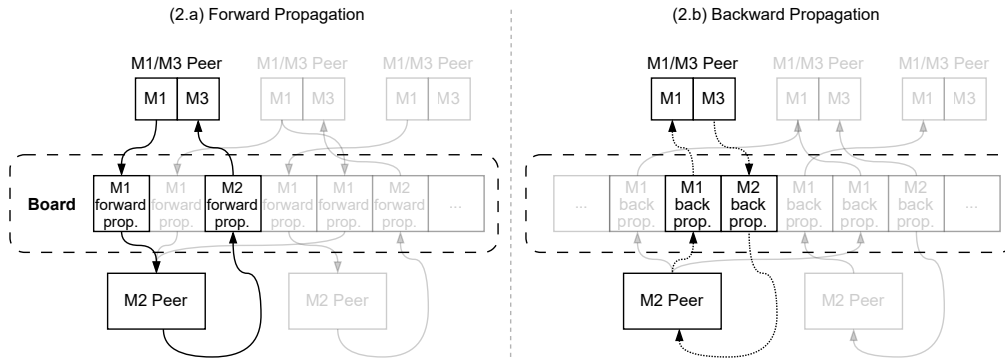 (2.a) Forward Propagation
M1/M3 Peer
M1/M3 Peer
M1/M3 Peer
M1 M3
M1 M3
M1 M3
Board
M1
forward
prop.
M1
forward
prop.
M2
forward
prop.
M1
forward
prop.
M1
forward
prop.
M2
forward
prop.
...
M2 Peer
M2 Peer
(2.b) Backward Propagation
M1/M3 Peer
M1/M3 Peer
M1/M3 Peer
M1 M3
M1 M3
M1 M3
...
M1
back
prop.
M1
back
prop.
M2
back
prop.
M1
back
prop.
M1
back
prop.
M2
back
prop.
...
M2 Peer
M2 Peer